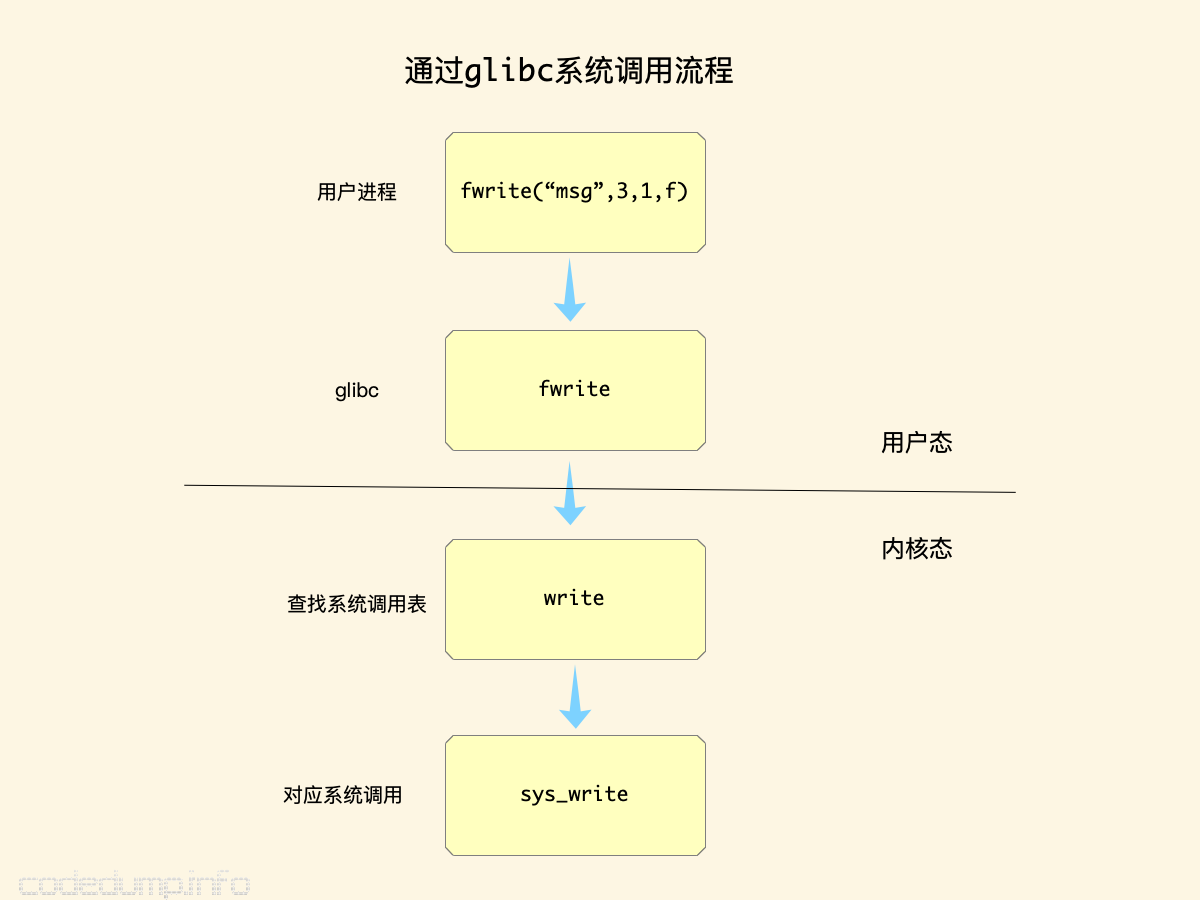 通过glibc系统调用流程
用户进程
fwrite(“msg”,3,1,f)
glibc
fwrite
用户态
内核态
查找系统调用表
write
对应系统调用
sys_write
codedump.info